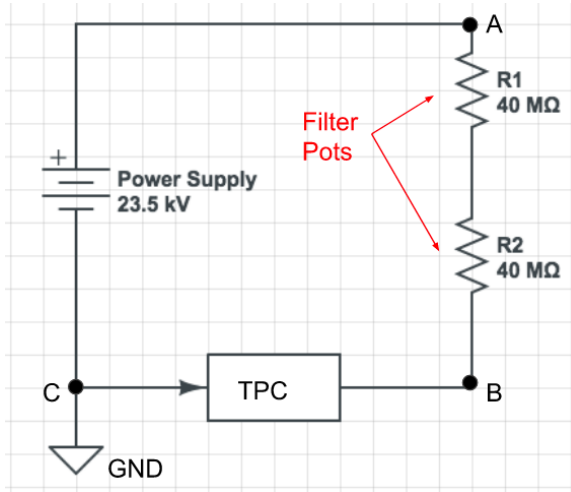 A
R1
40 MΩ
Filter
Pots
+
Power Supply
23.5 kV
R2
40 MΩ
C
TPC
B
GND